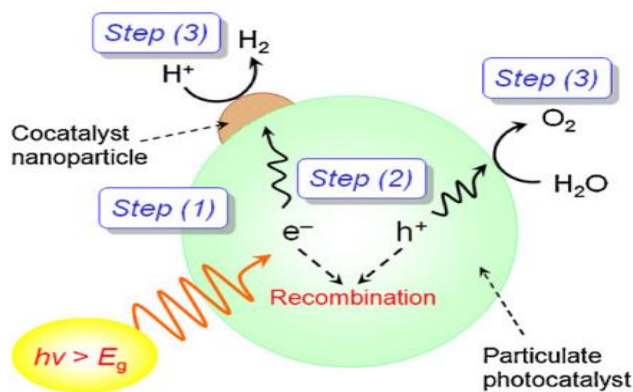 Step (3)
H₂
H⁺
Step (3)
O₂
Cocatalyst
nanoparticle
H₂O
Step (2)
Step (1)
e⁻
h⁺
Recombination
hν > Eg
Particulate
photocatalyst